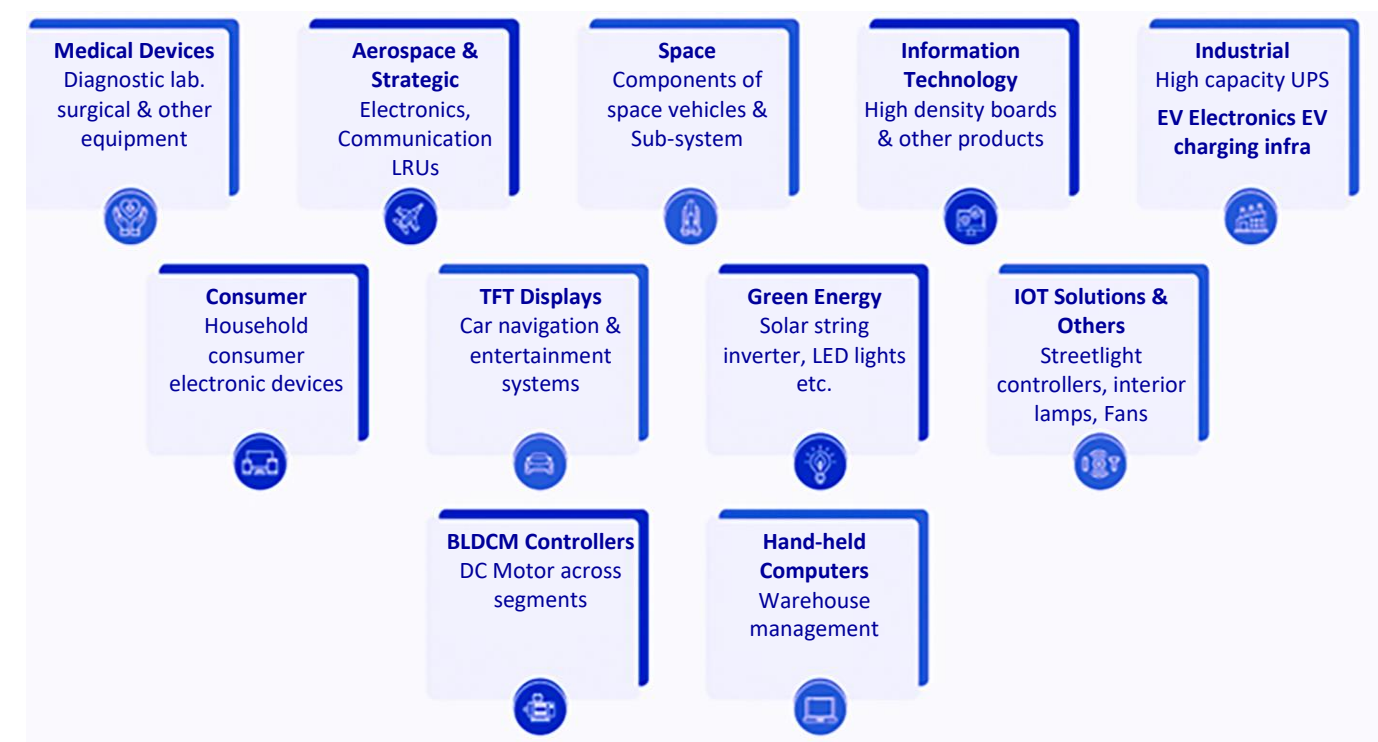 Medical Devices
Diagnostic lab.
surgical & other
equipment
Aerospace &
Strategic
Electronics,
Communication
LRUs
Space
Components of
space vehicles &
Sub-system
Information
Technology
High density boards
& other products
Industrial
High capacity UPS
EV Electronics EV
charging infra
Consumer
Household
consumer
electronic devices
TFT Displays
Car navigation &
entertainment
systems
Green Energy
Solar string
inverter, LED lights
etc.
IOT Solutions &
Others
Streetlight
controllers, interior
lamps, Fans
BLDCM Controllers
DC Motor across
segments
Hand-held
Computers
Warehouse
management